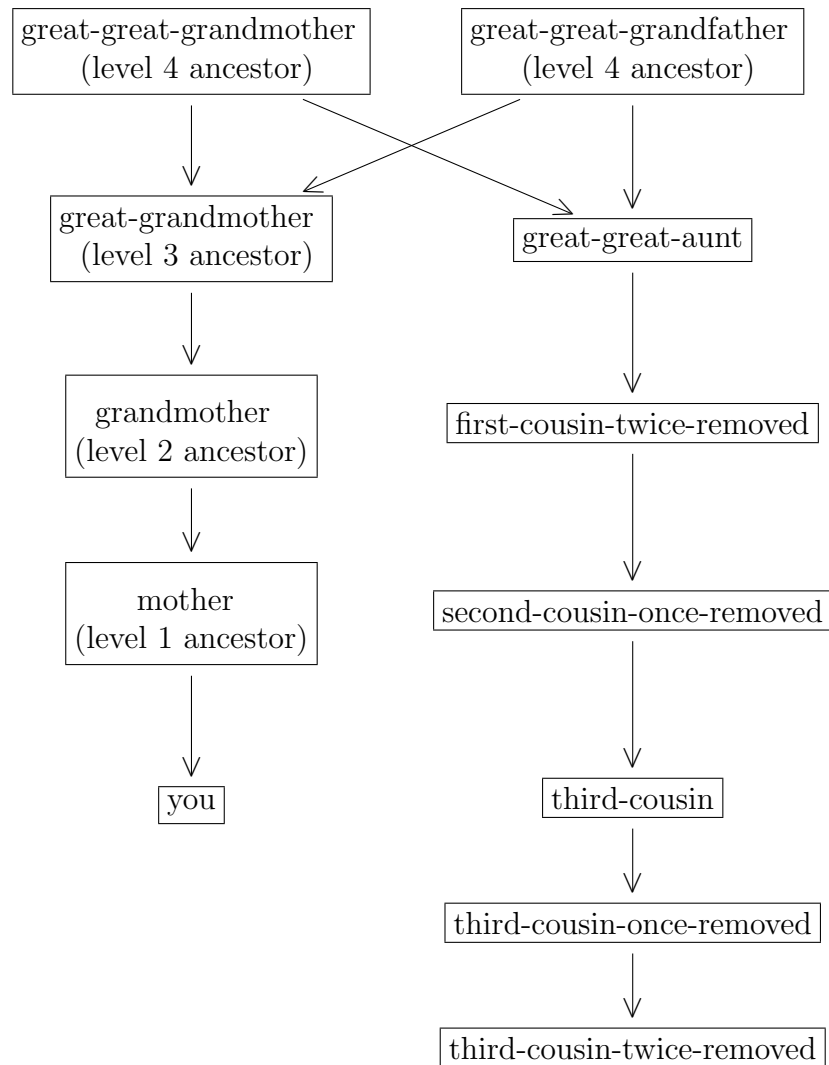 great-great-grandmother
(level 4 ancestor)
great-great-grandfather
(level 4 ancestor)
great-grandmother
(level 3 ancestor)
great-great-aunt
grandmother
(level 2 ancestor)
first-cousin-twice-removed
mother
(level 1 ancestor)
second-cousin-once-removed
you
third-cousin
third-cousin-once-removed
third-cousin-twice-removed